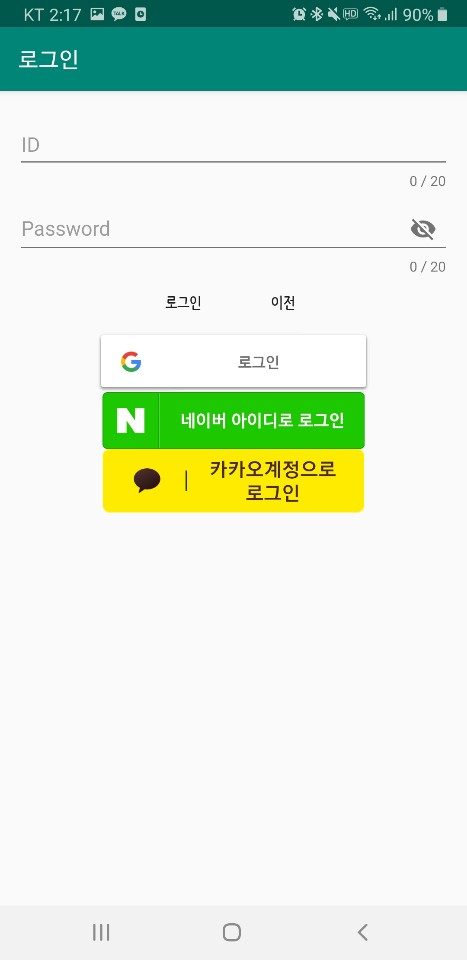 KT 2:17 TALK HD 90%
로그인
ID
0 / 20
Password
0 / 20
로그인 이전
G 로그인
N 네이버 아이디로 로그인
카카오계정으로
로그인